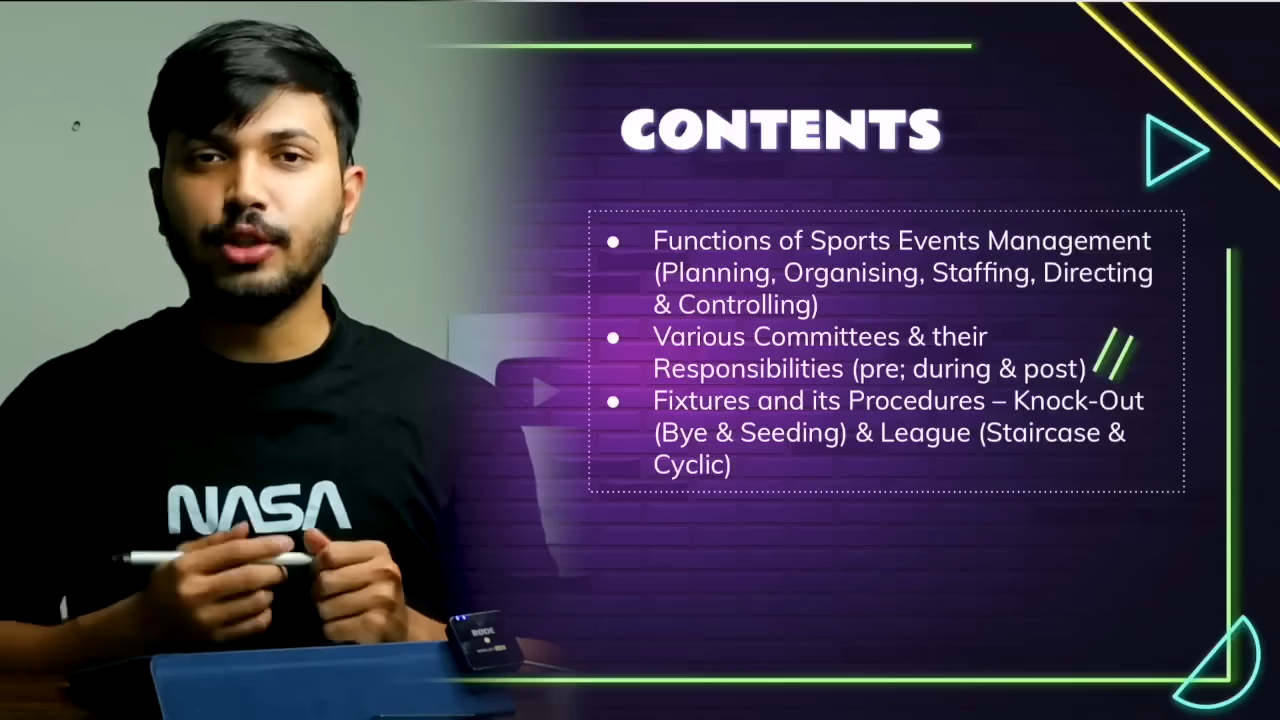 CONTENTS
● Functions of Sports Events Management
(Planning, Organising, Staffing, Directing
& Controlling)
● Various Committees & their
Responsibilities (pre; during & post)
● Fixtures and its Procedures – Knock-Out
(Bye & Seeding) & League (Staircase &
Cyclic)
NASA
RODE